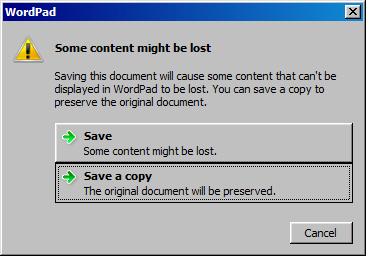 WordPad
Some content might be lost
Saving this document will cause some content that can't be
displayed in WordPad to be lost. You can save a copy to
preserve the original document.
Save
Some content might be lost.
Save a copy
The original document will be preserved.
Cancel